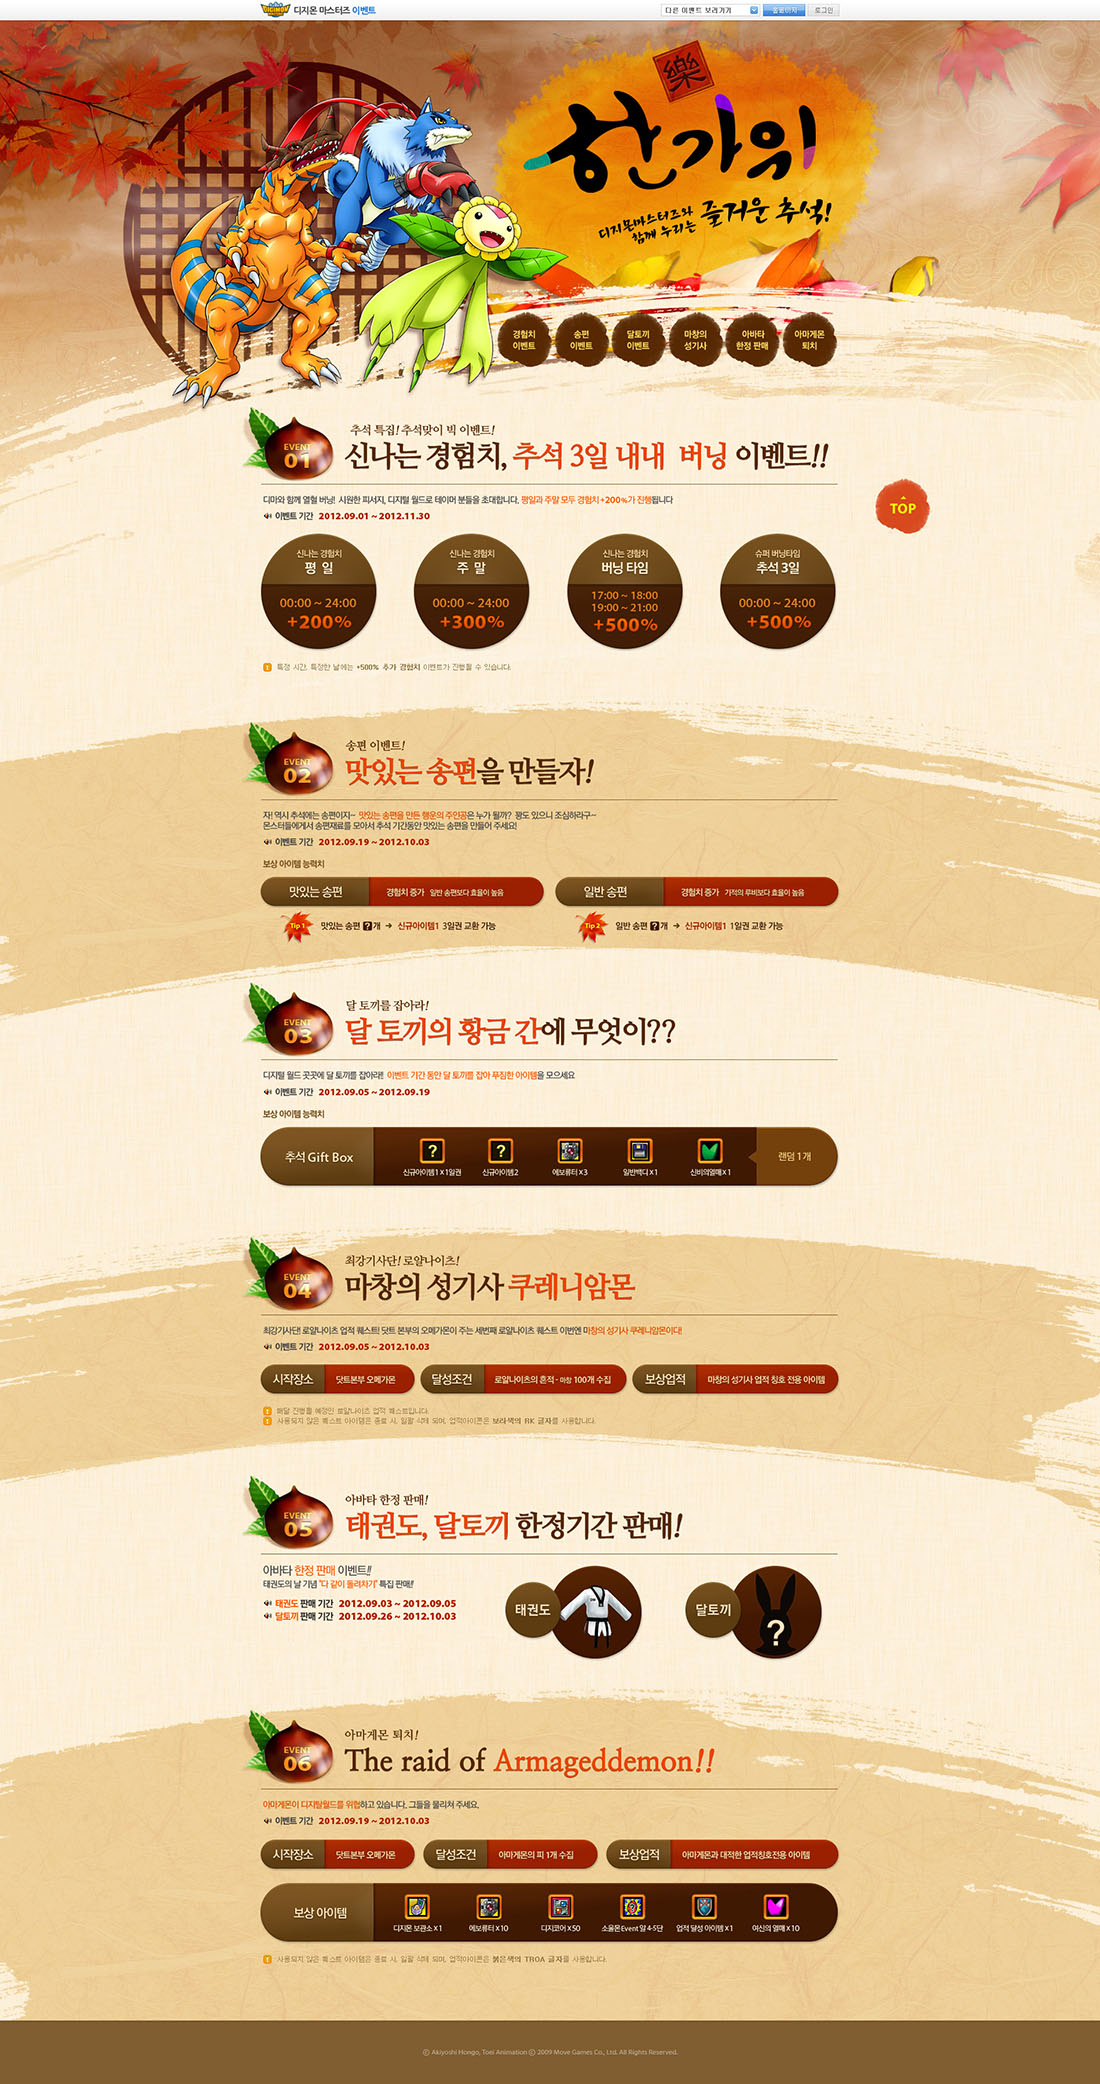 DIGIMON 디지몬 마스터즈 이벤트
다른 이벤트 보러가기
홈페이지
로그인
樂
한가위
디지몬마스터즈와
함께 누리는 즐거운 추석!
경험치 이벤트
송편 이벤트
달토끼 이벤트
마창의 성기사
아바타 한정 판매
아마게몬 퇴치
TOP
EVENT 01
추석 특집! 추석맞이 빅 이벤트!
신나는 경험치, 추석 3일 내내 버닝 이벤트!!
디마와 함께 열혈 버닝! 시원한 피서지, 디지털 월드로 테이머 분들을 초대합니다. 평일과 주말 모두 경험치 +200%가 진행됩니다
이벤트 기간 2012.09.01 ~ 2012.11.30
신나는 경험치
평 일
00:00 ~ 24:00
+200%
신나는 경험치
주 말
00:00 ~ 24:00
+300%
신나는 경험치
버닝 타임
17:00 ~ 18:00
19:00 ~ 21:00
+500%
슈퍼 버닝타임
추석 3일
00:00 ~ 24:00
+500%
특정 시간, 특정한 날에는 +500% 추가 경험치 이벤트가 진행될 수 있습니다.
EVENT 02
송편 이벤트!
맛있는 송편을 만들자!
자! 역시 추석에는 송편이지~ 맛있는 송편을 만든 행운의 주인공은 누가 될까? 꽝도 있으니 조심하라구~
몬스터들에게서 송편재료를 모아서 추석 기간동안 맛있는 송편을 만들어 주세요!
이벤트 기간 2012.09.19 ~ 2012.10.03
보상 아이템 능력치
맛있는 송편 경험치 증가 일반 송편보다 효율이 높음
일반 송편 경험치 증가 가적의 루비보다 효율이 높음
Tip 1 맛있는 송편 ?개 → 신규아이템1 3일권 교환 가능
Tip 2 일반 송편 ?개 → 신규아이템1 1일권 교환 가능
EVENT 03
달 토끼를 잡아라!
달 토끼의 황금 간에 무엇이??
디지털 월드 곳곳에 달 토끼를 잡아라!! 이벤트 기간 동안 달 토끼를 잡아 푸짐한 아이템을 모으세요
이벤트 기간 2012.09.05 ~ 2012.09.19
보상 아이템 능력치
추석 Gift Box
신규아이템1 X 1일권
신규아이템2
에보류터 X 3
일반백디 X 1
신비의열매 X 1
랜덤 1개
EVENT 04
최강기사단! 로얄나이츠!
마창의 성기사 쿠레니암몬
최강기사단! 로얄나이츠 업적 퀘스트! 닷트 본부의 오메가몬이 주는 세번째 로얄나이츠 퀘스트 이번엔 마창의 성기사 쿠레니암몬이다!
이벤트 기간 2012.09.05 ~ 2012.10.03
시작장소 닷트본부 오메가몬
달성조건 로얄나이츠의 흔적 - 마창 100개 수집
보상업적 마창의 성기사 업적 칭호 전용 아이템
매달 진행될 예정인 로얄나이츠 업적 퀘스트입니다.
사용되지 않은 퀘스트 아이템은 종료 시, 일괄 삭제 되며, 업적아이콘은 보라색의 RK 글자를 사용합니다.
EVENT 05
아바타 한정 판매!
태권도, 달토끼 한정기간 판매!
아바타 한정 판매 이벤트!!
태권도의 날 기념 "다 같이 돌려차기" 특집 판매!!
태권도 판매 기간 2012.09.03 ~ 2012.09.05
달토끼 판매 기간 2012.09.26 ~ 2012.10.03
태권도
달토끼
?
EVENT 06
아마게몬 퇴치!
The raid of Armageddemon!!
아마게몬이 디지털월드를 위협하고 있습니다. 그들을 물리쳐 주세요.
이벤트 기간 2012.09.19 ~ 2012.10.03
시작장소 닷트본부 오메가몬
달성조건 아마게몬의 피 1개 수집
보상업적 아마게몬과 대적한 업적칭호전용 아이템
보상 아이템
디지몬 보관소 X 1
에보류터 X 10
디지코어 X 50
소울몬 Event 알 4-5단
업적 달성 아이템 X 1
여신의 열매 X 10
사용되지 않은 퀘스트 아이템은 종료 시, 일괄 삭제 되며, 업적아이콘은 붉은색의 TROA 글자를 사용합니다.
ⓒ Akiyoshi Hongo, Toei Animation ⓒ 2009 Move Games Co., Ltd. All Rights Reserved.